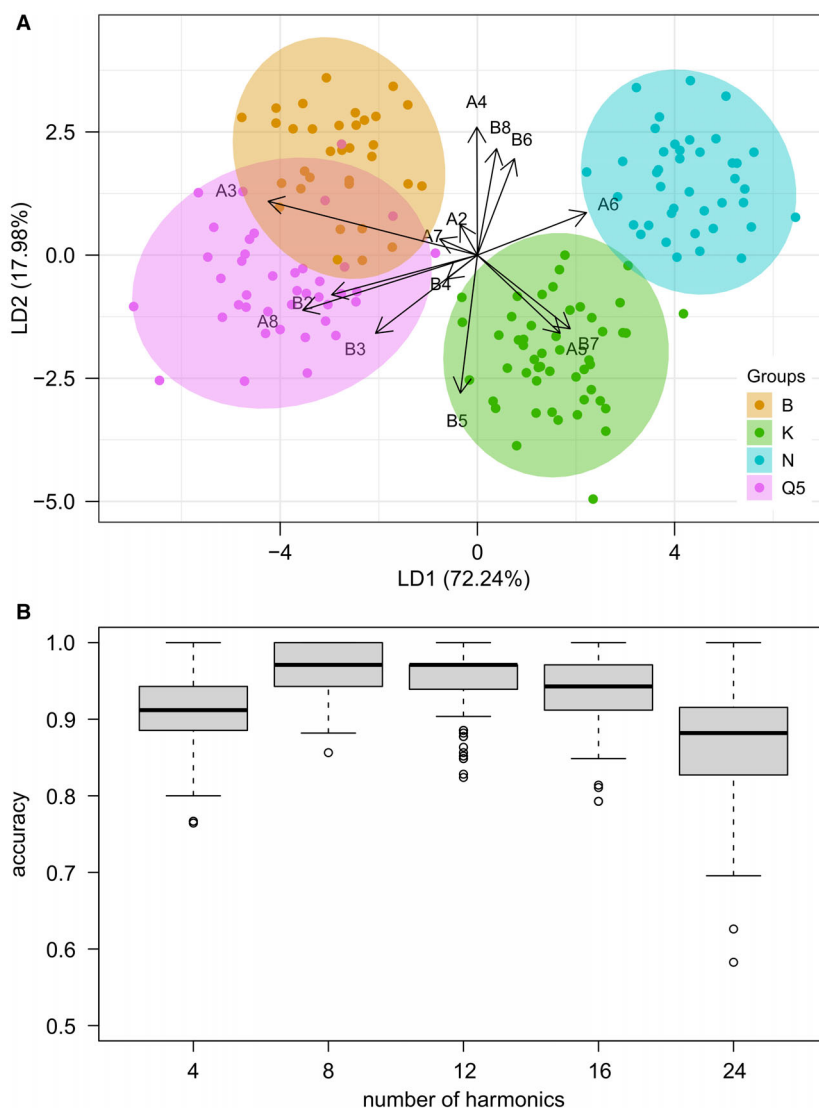 A
LD2 (17.98%)
2.5
0.0
−2.5
−5.0
A4
B8
B6
A3
A6
A2
A7
B4
B2
A8
B3
B7
A5
B5
Groups
B
K
N
Q5
−4
0
4
LD1 (72.24%)
B
accuracy
1.0
0.9
0.8
0.7
0.6
0.5
4
8
12
16
24
number of harmonics